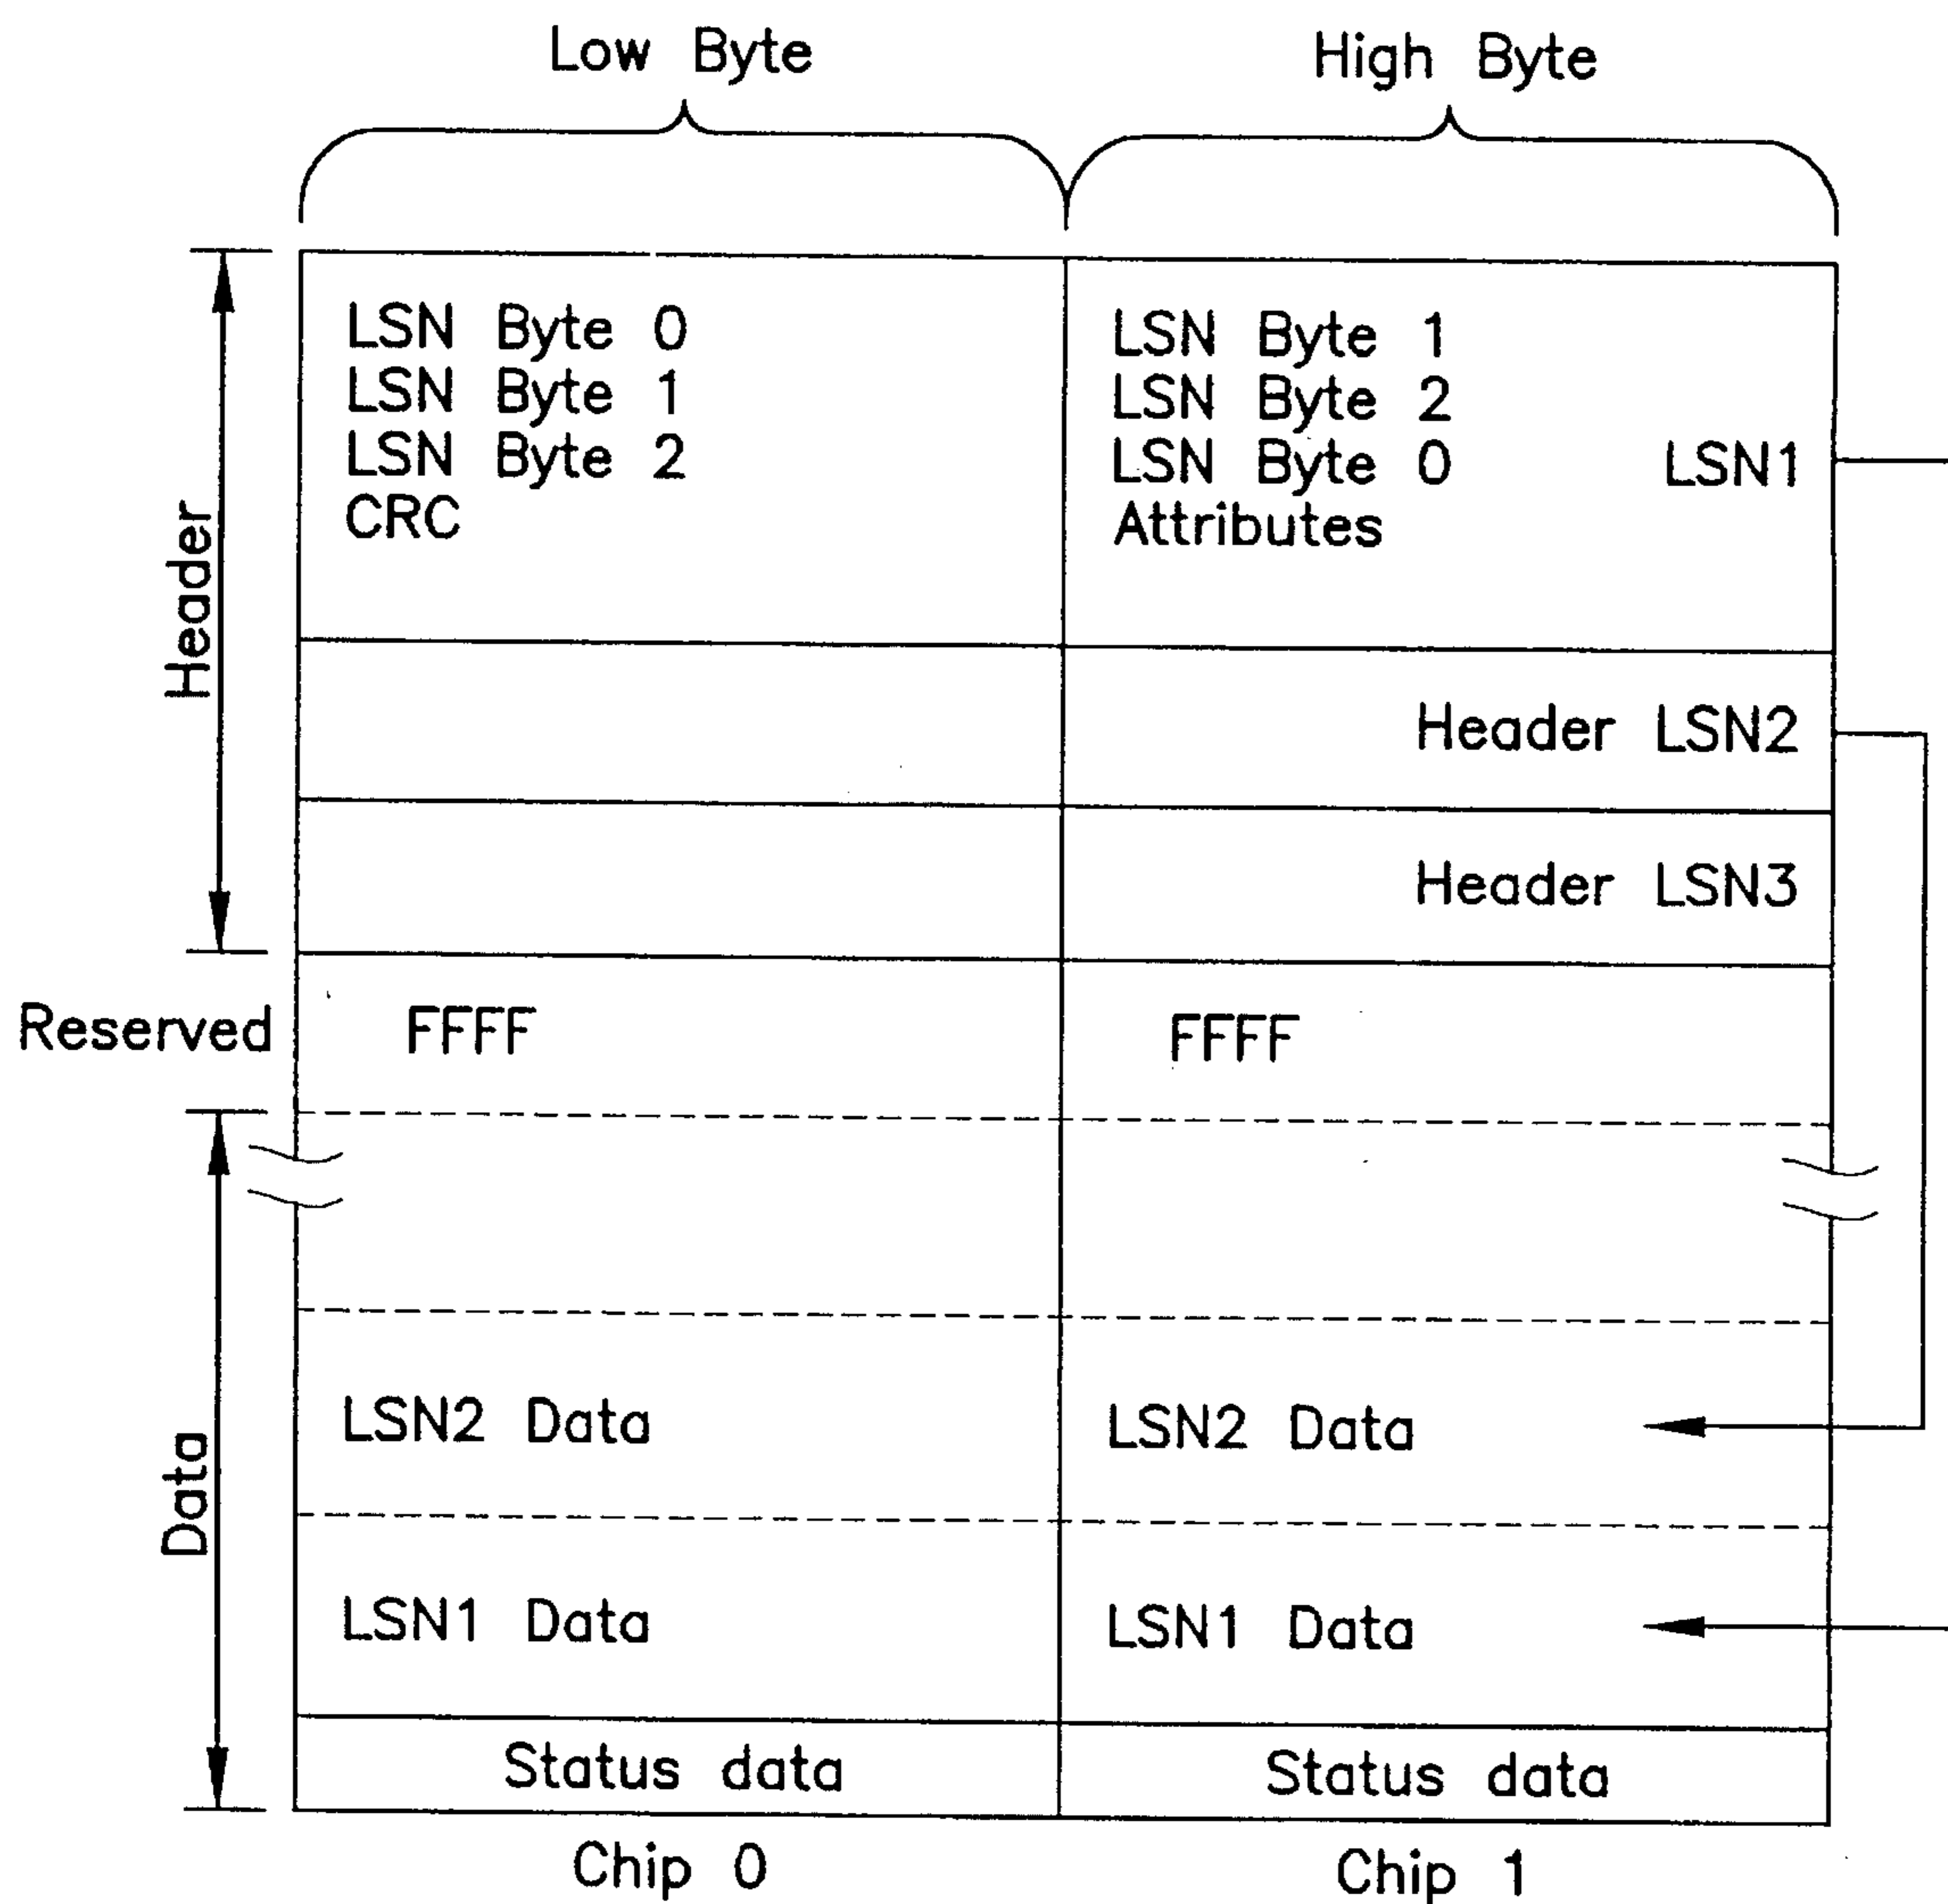 Low Byte
High Byte
Header
LSN Byte 0
LSN Byte 1
LSN Byte 2
CRC
LSN Byte 1
LSN Byte 2
LSN Byte 0
Attributes
LSN1
Header LSN2
Header LSN3
Reserved
FFFF
FFFF
Data
LSN2 Data
LSN2 Data
LSN1 Data
LSN1 Data
Status data
Status data
Chip 0
Chip 1